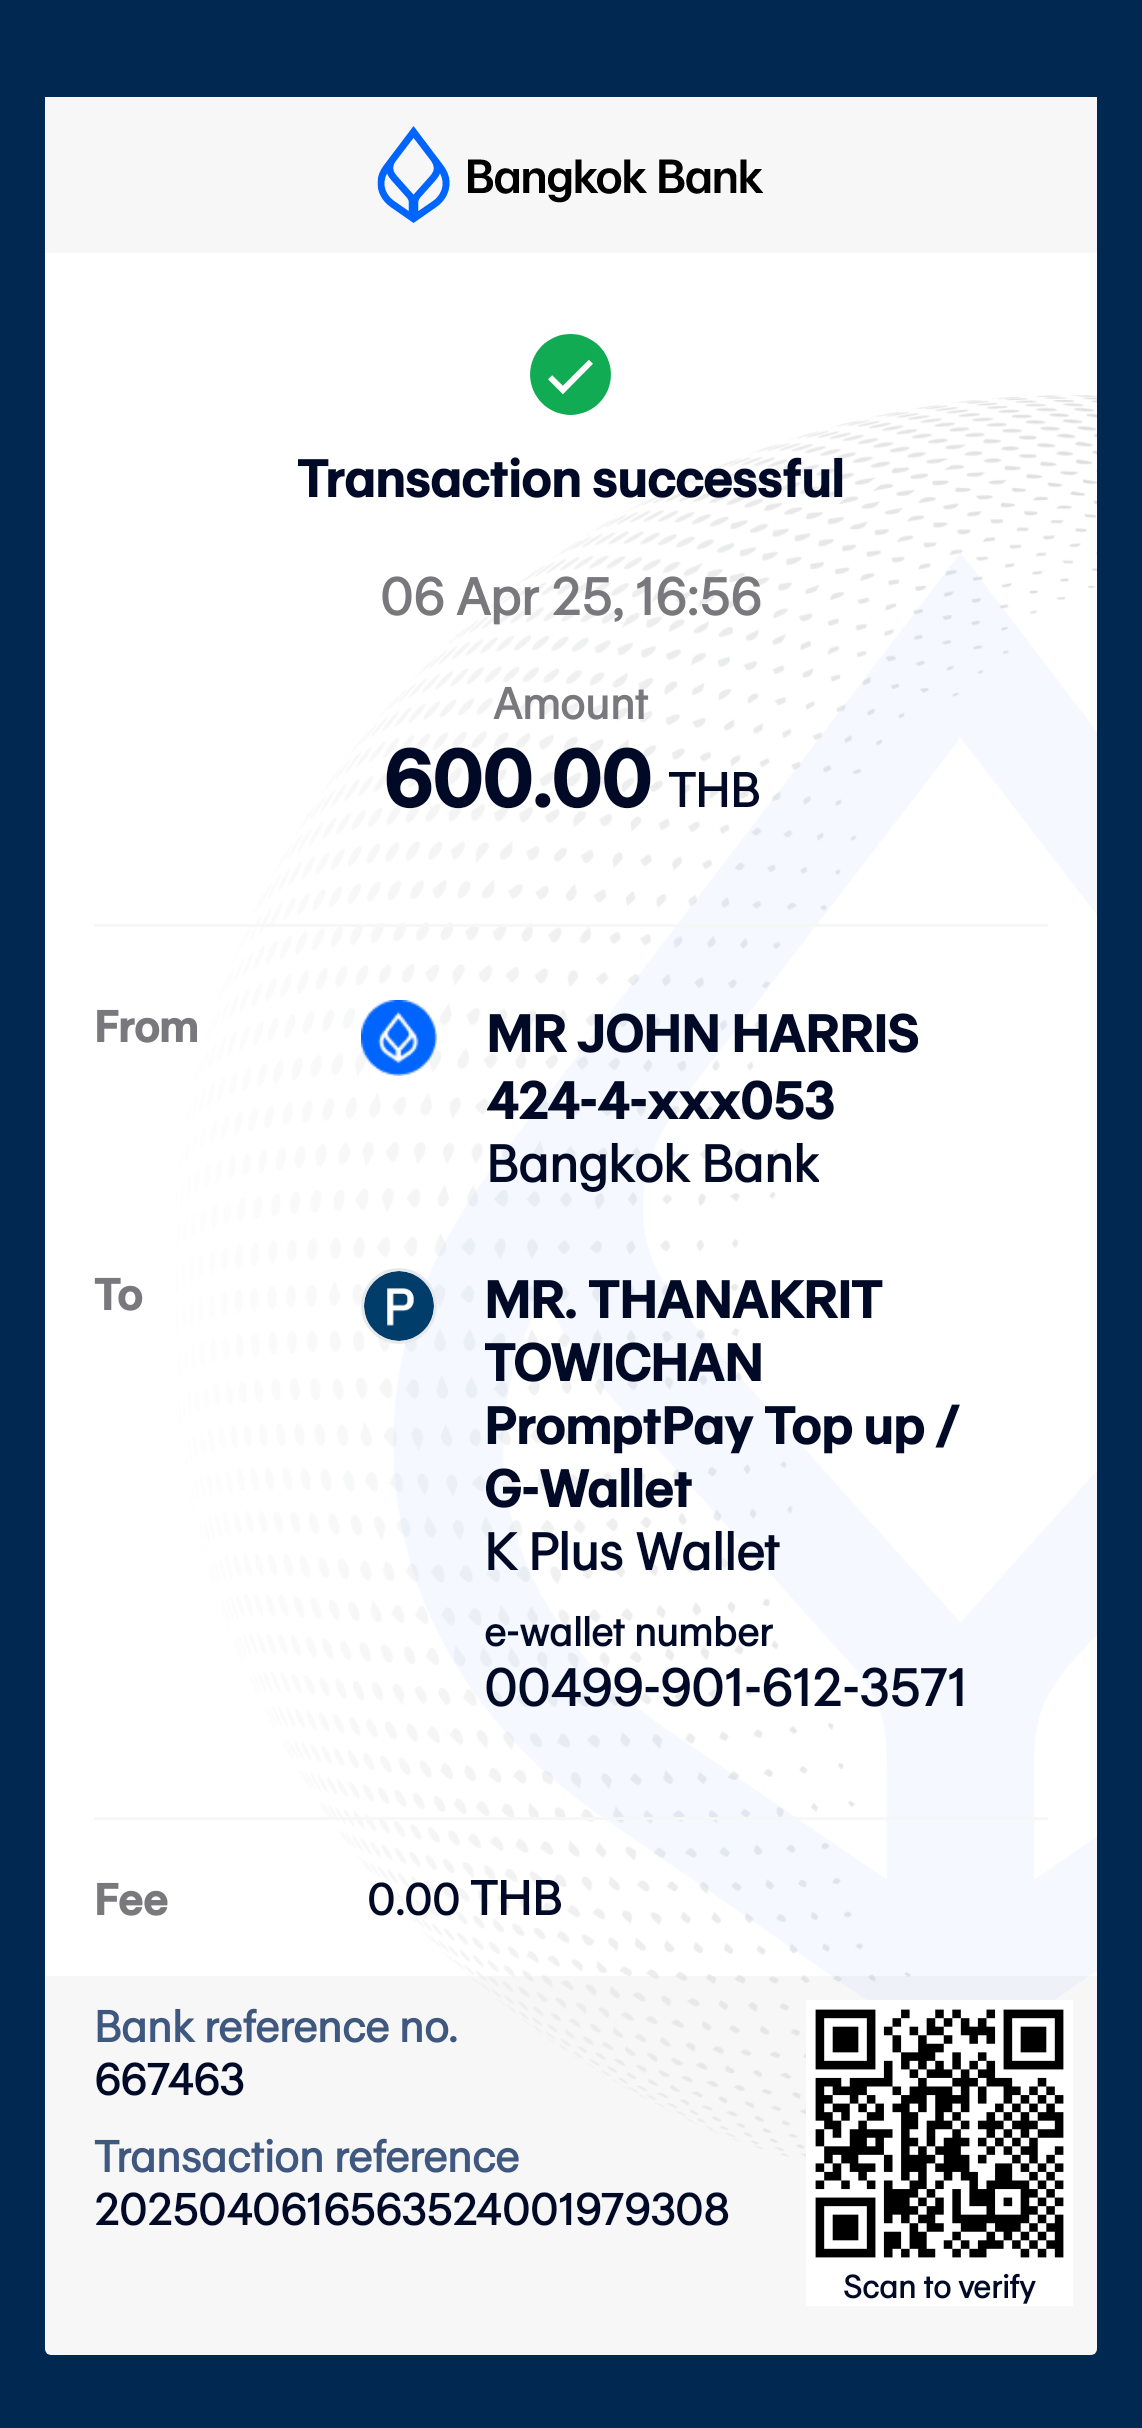 Bangkok Bank
Transaction successful
06 Apr 25, 16:56
Amount
600.00 THB
From
MR JOHN HARRIS
424-4-xxx053
Bangkok Bank
To
P
MR. THANAKRIT
TOWICHAN
PromptPay Top up /
G-Wallet
K Plus Wallet
e-wallet number
00499-901-612-3571
Fee
0.00 THB
Bank reference no.
667463
Transaction reference
2025040616563524001979308
Scan to verify